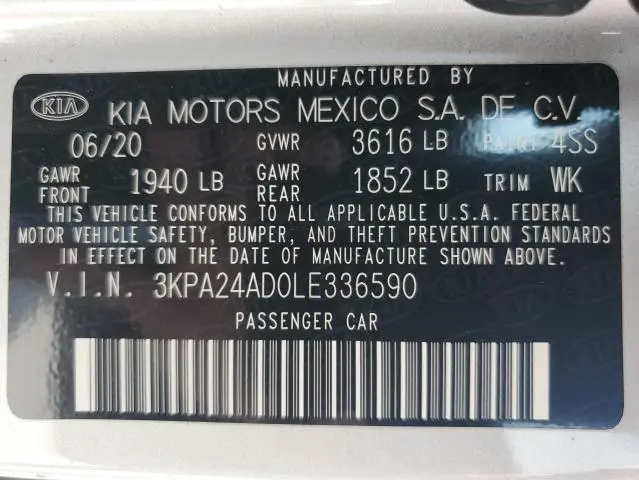 MANUFACTURED BY
KIA KIA MOTORS MEXICO S.A. DE C.V.
06/20 GVWR 3616 LB PAINT 4SS
GAWR FRONT 1940 LB GAWR REAR 1852 LB TRIM WK
THIS VEHICLE CONFORMS TO ALL APPLICABLE U.S.A. FEDERAL
MOTOR VEHICLE SAFETY, BUMPER, AND THEFT PREVENTION STANDARDS
IN EFFECT ON THE DATE OF MANUFACTURE SHOWN ABOVE.
V.I.N. 3KPA24AD0LE336590
PASSENGER CAR